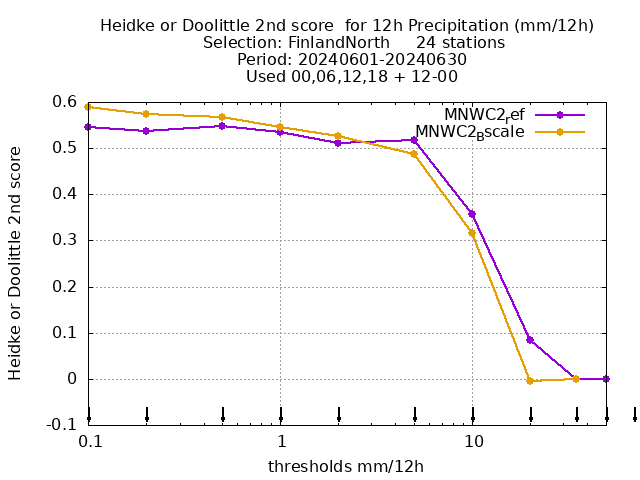 Heidke or Doolittle 2nd score  for 12h Precipitation (mm/12h)
Selection: FinlandNorth     24 stations
Period: 20240601-20240630
Used 00,06,12,18 + 12-00
MNWC2ref
MNWC2Bscale
0.6
0.5
0.4
0.3
0.2
0.1
0
-0.1
Heidke or Doolittle 2nd score
0.1 1 10
thresholds mm/12h